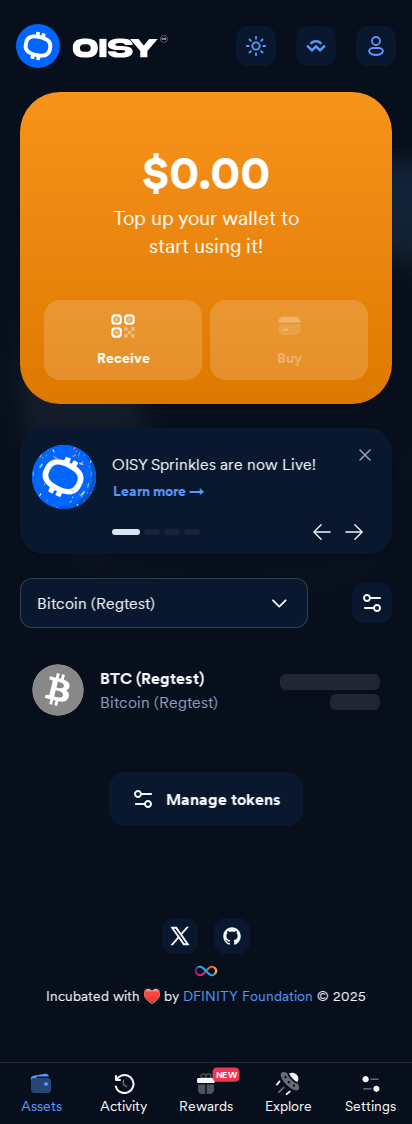 OISY
$0.00
Top up your wallet to
start using it!
Receive
Buy
OISY Sprinkles are now Live!
Learn more →
Bitcoin (Regtest)
BTC (Regtest)
Bitcoin (Regtest)
Manage tokens
Incubated with ❤️ by DFINITY Foundation © 2025
NEW
Assets
Activity
Rewards
Explore
Settings